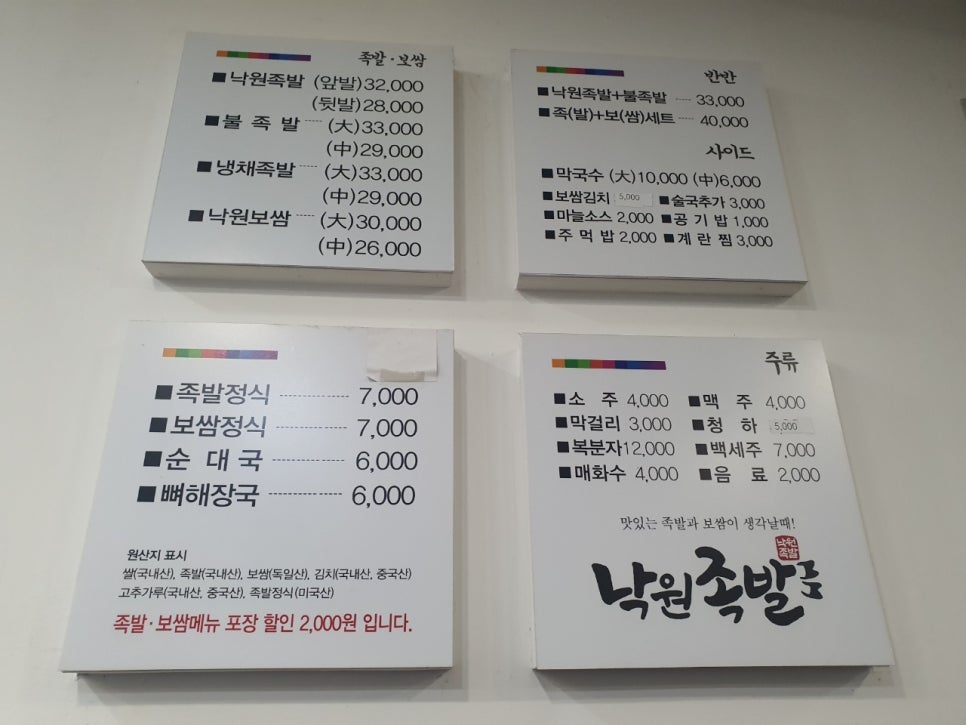 족발·보쌈
■낙원족발 (앞발)32,000
(뒷발)28,000
■불 족 발 ---- (大)33,000
(中)29,000
■냉채족발 ---- (大)33,000
(中)29,000
■낙원보쌈 ---- (大)30,000
(中)26,000
반반
■낙원족발+불족발 ---- 33,000
■족(발)+보(쌈)세트 ---- 40,000
사이드
■막국수 (大)10,000 (中)6,000
■보쌈김치 5,000 ■술국추가 3,000
■마늘소스 2,000 ■공 기 밥 1,000
■주 먹 밥 2,000 ■계 란 찜 3,000
■족발정식 ---------- 7,000
■보쌈정식 ---------- 7,000
■순 대 국 ---------- 6,000
■뼈해장국 ---------- 6,000
원산지 표시
쌀(국내산), 족발(국내산), 보쌈(독일산), 김치(국내산, 중국산)
고추가루(국내산, 중국산), 족발정식(미국산)
족발·보쌈메뉴 포장 할인 2,000원 입니다.
주류
■소 주 4,000 ■맥 주 4,000
■막걸리 3,000 ■청 하 5,000
■복분자12,000 ■백세주 7,000
■매화수 4,000 ■음 료 2,000
맛있는 족발과 보쌈이 생각날때!
낙원족발
낙원
족발